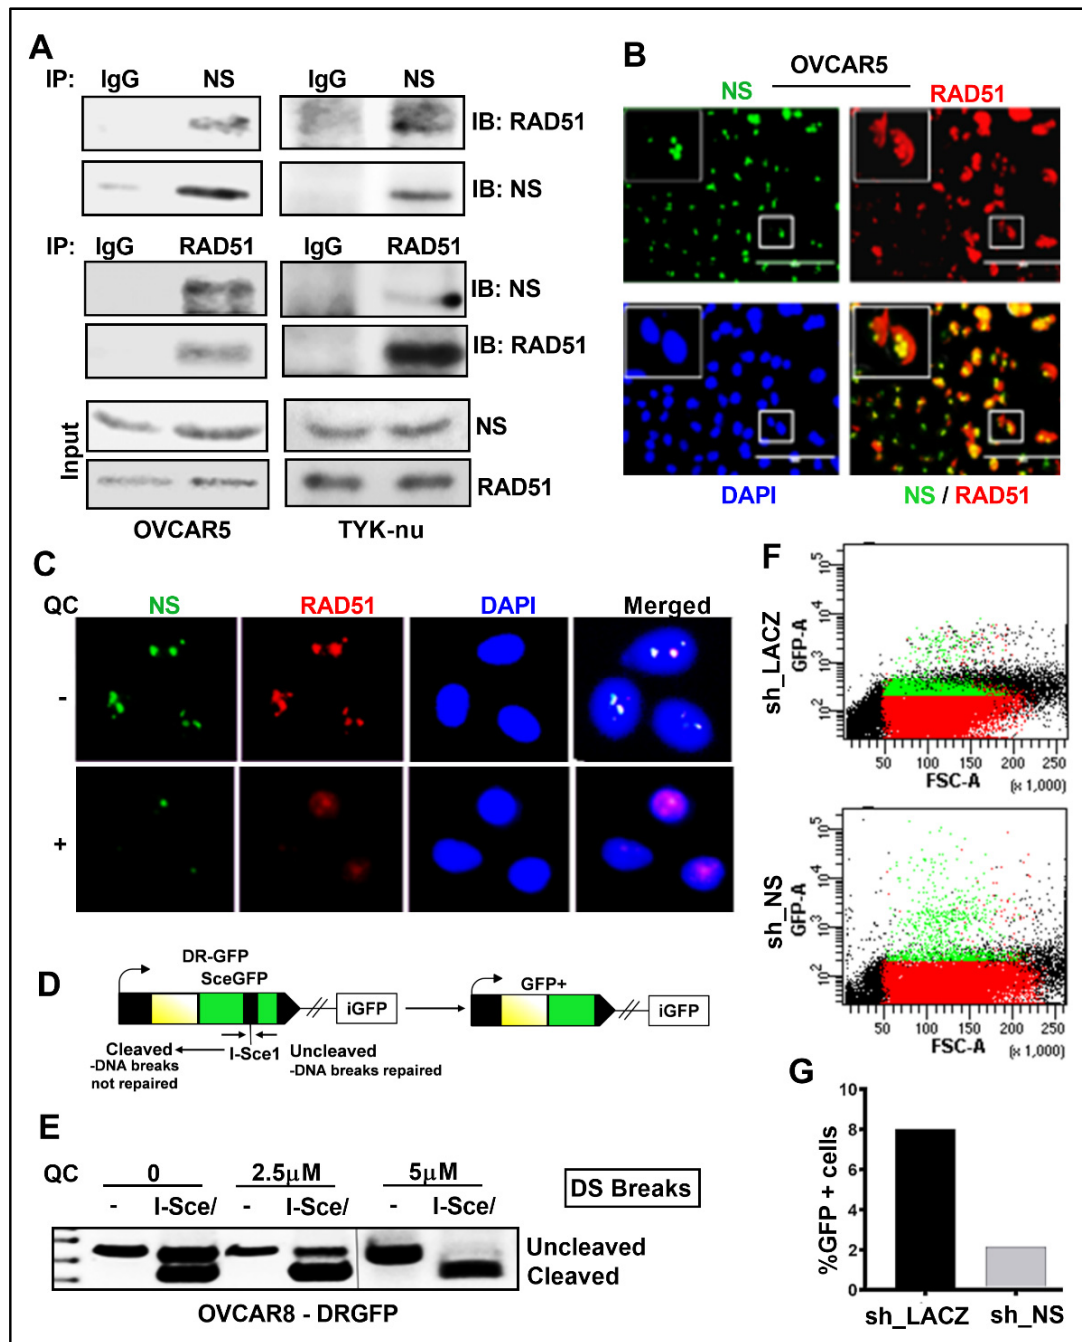 A
IP: IgG NS IgG NS
IB: RAD51
IB: NS
IP: IgG RAD51 IgG RAD51
IB: NS
IB: RAD51
Input
NS
RAD51
OVCAR5 TYK-nu
B
OVCAR5
NS RAD51
DAPI NS / RAD51
C
QC NS RAD51 DAPI Merged
-
+
D
DR-GFP
SceGFP
iGFP
GFP+
iGFP
I-Sce1
Cleaved
-DNA breaks
not repaired
Uncleaved
-DNA breaks repaired
E
QC 0 2.5μM 5μM
- I-Sce/ - I-Sce/ - I-Sce/
DS Breaks
Uncleaved
Cleaved
OVCAR8 - DRGFP
F
sh_LACZ
GFP-A
10^5
10^4
10^3
10^2
50 100 150 200 250
FSC-A (x 1,000)
sh_NS
GFP-A
10^5
10^4
10^3
10^2
50 100 150 200 250
FSC-A (x 1,000)
G
%GFP + cells
10
8
6
4
2
0
sh_LACZ sh_NS